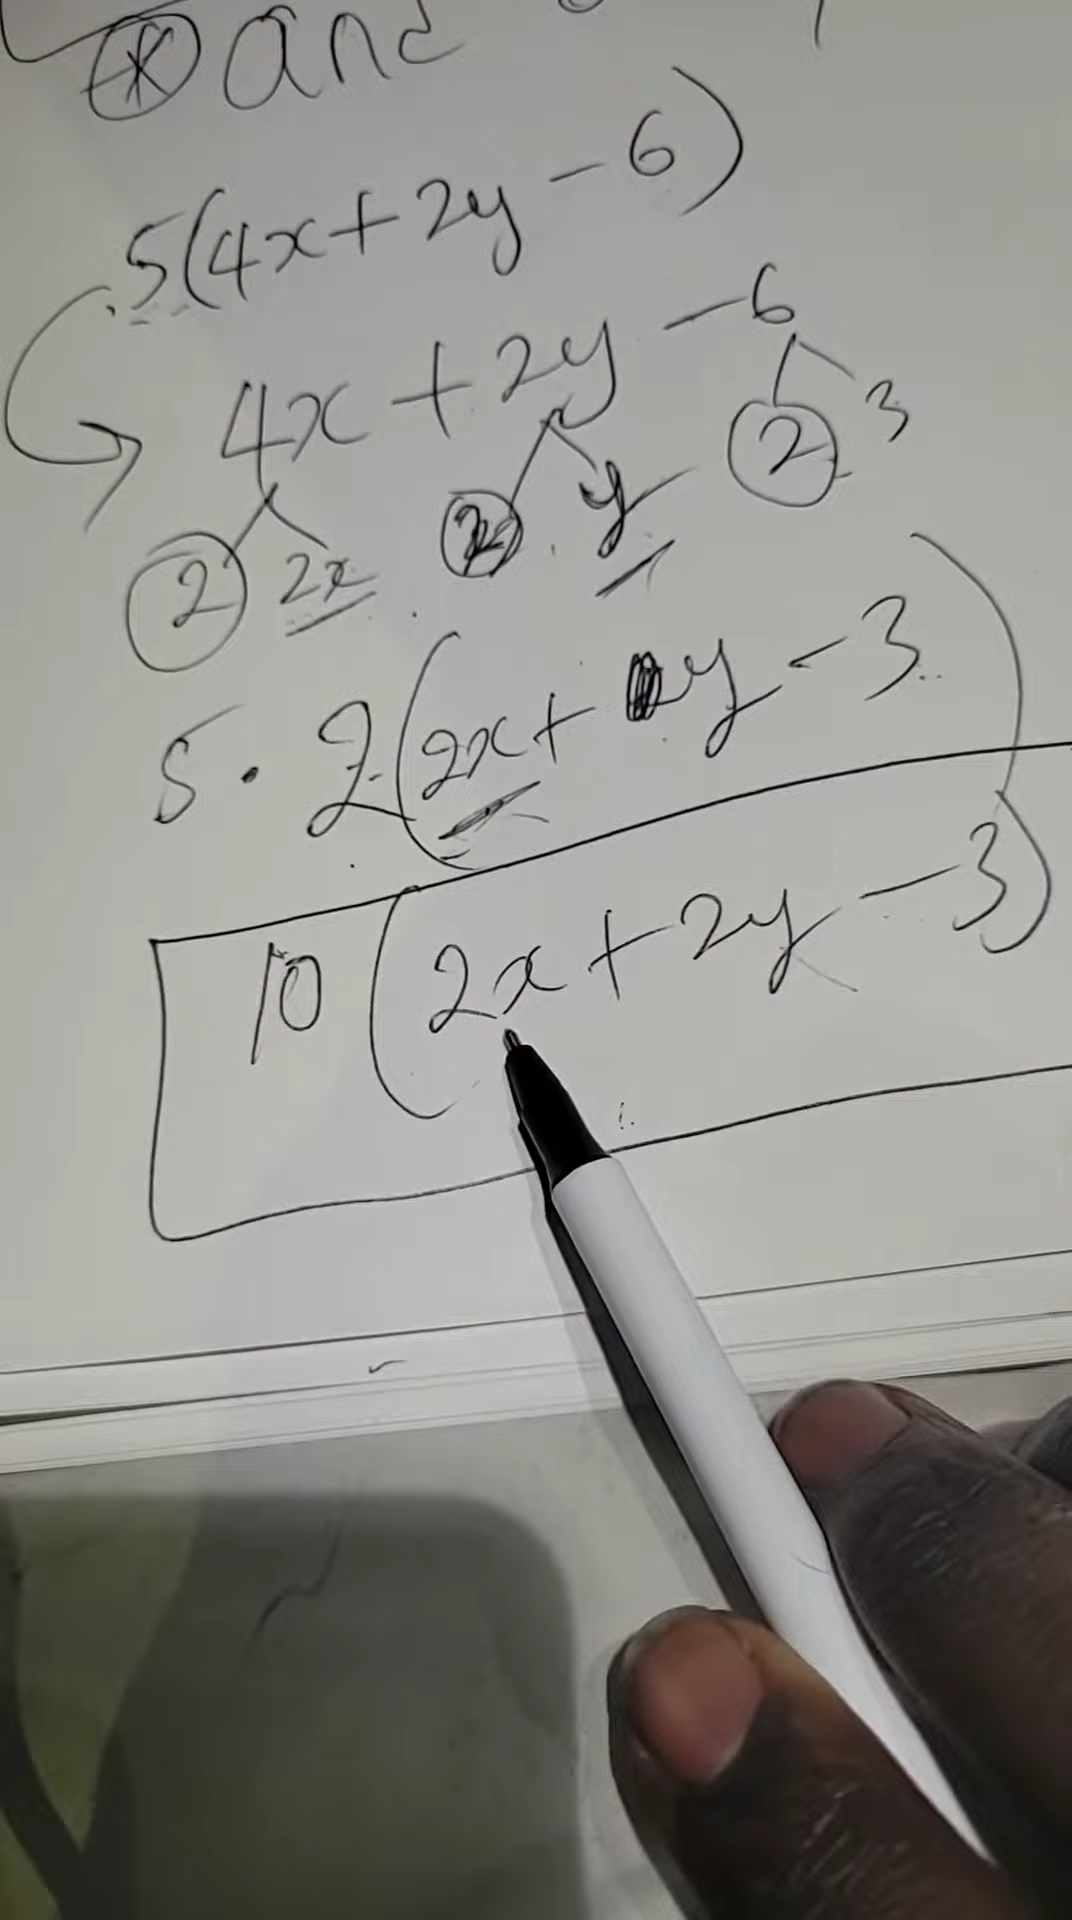 * and
5(4x+2y-6)
4x + 2y - 6
2 2x 2 y 2 3
5 · 2(2x+ y-3)
10(2x+2y-3)